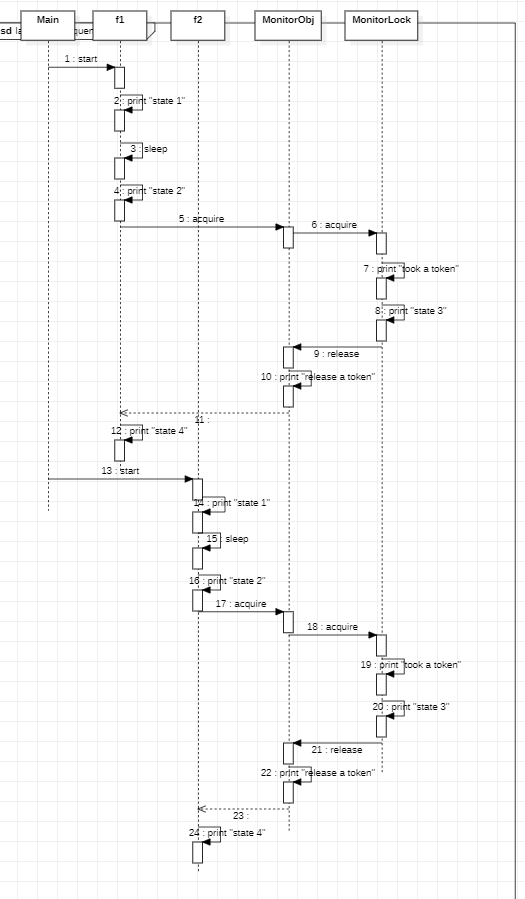 Main
f1
f2
MonitorObj
MonitorLock
sd
1 : start
2 : print "state 1"
3 : sleep
4 : print "state 2"
5 : acquire
6 : acquire
7 : print "took a token"
8 : print "state 3"
9 : release
10 : print "release a token"
11 :
12 : print "state 4"
13 : start
14 : print "state 1"
15 : sleep
16 : print "state 2"
17 : acquire
18 : acquire
19 : print "took a token"
20 : print "state 3"
21 : release
22 : print "release a token"
23 :
24 : print "state 4"